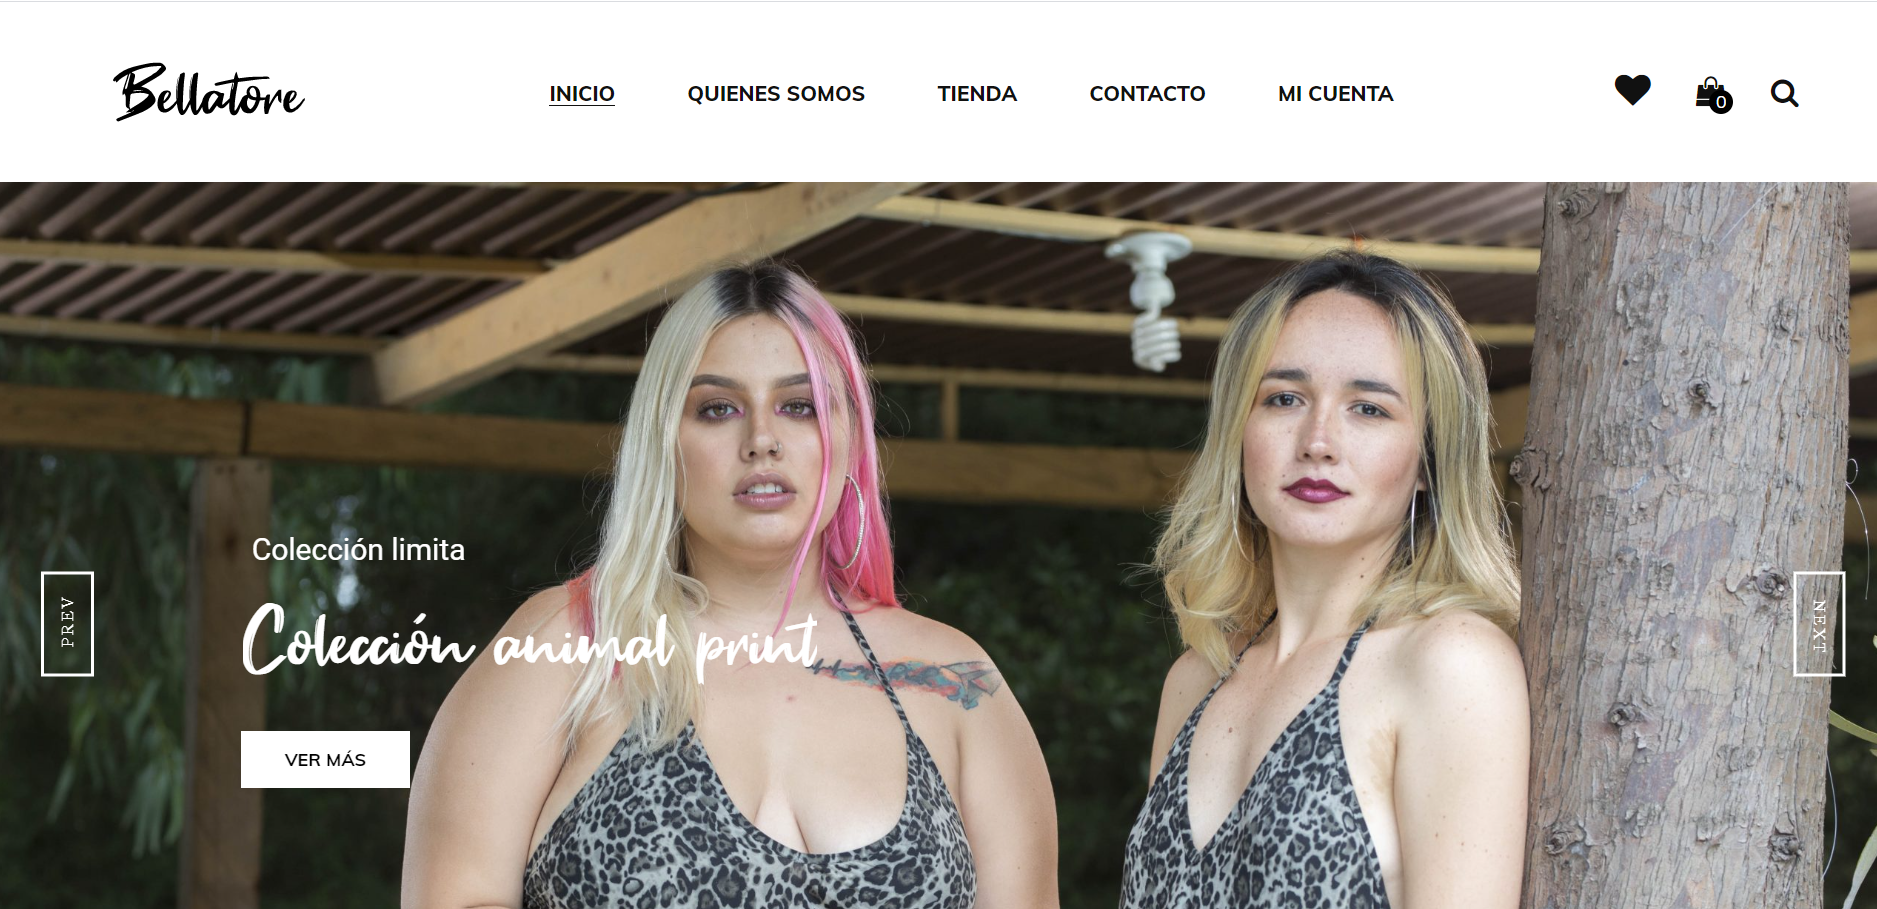 Bellatore
INICIO
QUIENES SOMOS
TIENDA
CONTACTO
MI CUENTA
0
Colección limita
PREV
NEXT
Colección animal print
VER MÁS